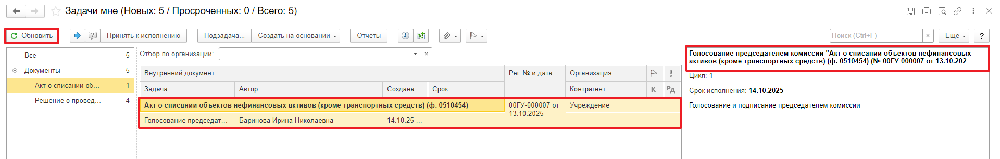 Задачи мне (Новых: 5 / Просроченных: 0 / Всего: 5)
Обновить
Принять к исполнению
Подзадача...
Создать на основании
Отчеты
Поиск (Ctrl+F)
×
Еще
?
Все 5
Документы 5
Акт о списании об... 1
Решение о провед... 4
Отбор по организации:
×
Внутренний документ Рег. № и дата Организация
Задача Автор Создана Срок Контрагент К Рд
Акт о списании объектов нефинансовых активов (кроме транспортных средств) (ф. 0510454) 00ГУ-000007 от Учреждение
13.10.2025
Голосование председат... Баринова Ирина Николаевна 14.10.25 ...
Голосование председателем комиссии "Акт о списании объектов нефинансовых
активов (кроме транспортных средств) (ф. 0510454) (№ 00ГУ-000007 от 13.10.202
Цикл: 1
Срок исполнения: 14.10.2025
Голосование и подписание председателем комиссии